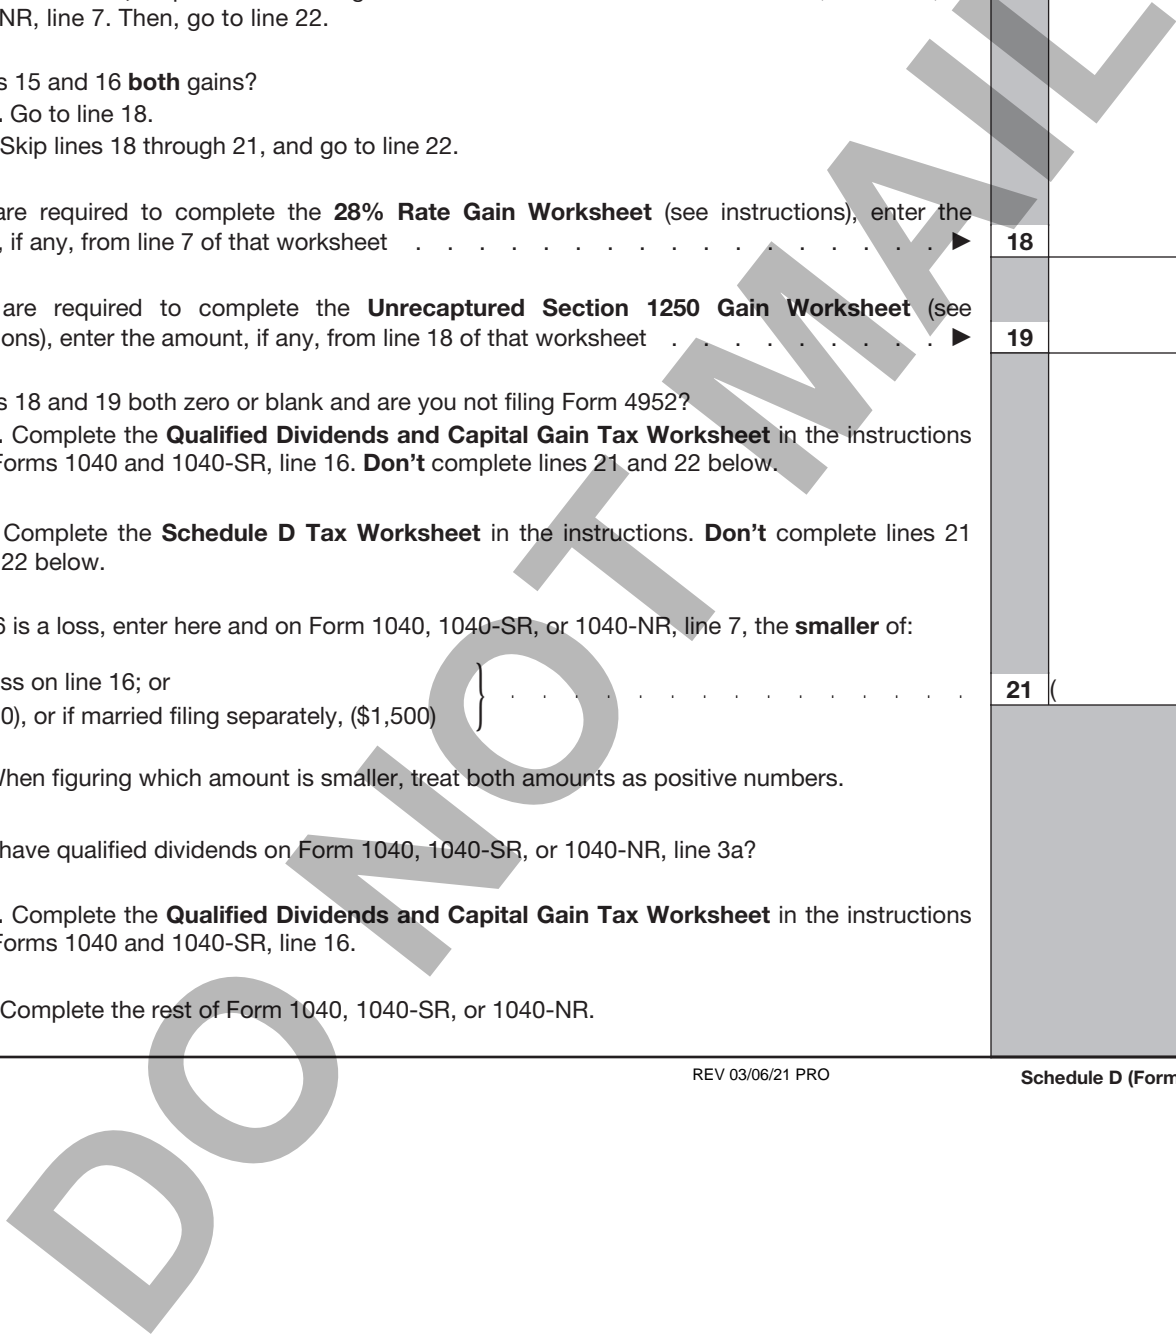 NR, line 7. Then, go to line 22.
s 15 and 16 both gains?
. Go to line 18.
Skip lines 18 through 21, and go to line 22.
are required to complete the 28% Rate Gain Worksheet (see instructions), enter the
, if any, from line 7 of that worksheet . . . . . . . . . . . . . . . . . ▶ 18
are required to complete the Unrecaptured Section 1250 Gain Worksheet (see
ons), enter the amount, if any, from line 18 of that worksheet . . . . . . . . . ▶ 19
s 18 and 19 both zero or blank and are you not filing Form 4952?
. Complete the Qualified Dividends and Capital Gain Tax Worksheet in the instructions
Forms 1040 and 1040-SR, line 16. Don't complete lines 21 and 22 below.
Complete the Schedule D Tax Worksheet in the instructions. Don't complete lines 21
22 below.
6 is a loss, enter here and on Form 1040, 1040-SR, or 1040-NR, line 7, the smaller of:
ss on line 16; or
0), or if married filing separately, ($1,500) } . . . . . . . . . . . . . . 21 (
When figuring which amount is smaller, treat both amounts as positive numbers.
have qualified dividends on Form 1040, 1040-SR, or 1040-NR, line 3a?
. Complete the Qualified Dividends and Capital Gain Tax Worksheet in the instructions
Forms 1040 and 1040-SR, line 16.
Complete the rest of Form 1040, 1040-SR, or 1040-NR.
REV 03/06/21 PRO Schedule D (Form
DO NOT MAIL